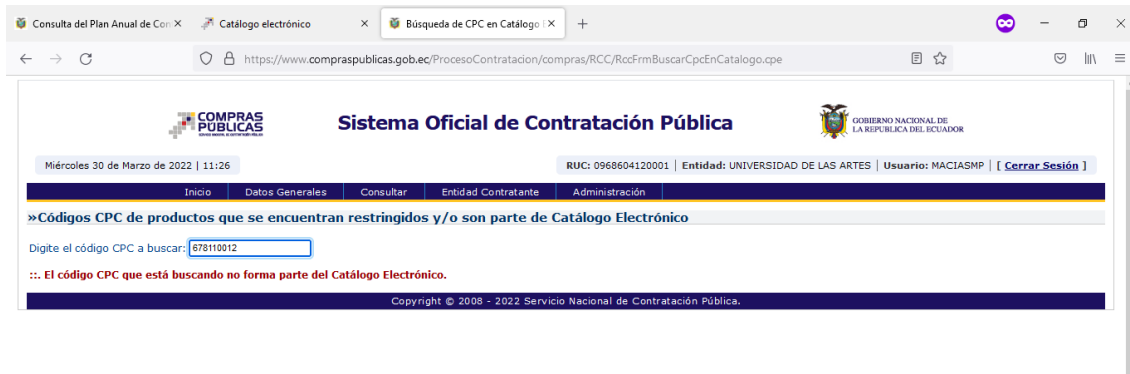 Consulta del Plan Anual de Con
Catálogo electrónico
Búsqueda de CPC en Catálogo E
https://www.compraspublicas.gob.ec/ProcesoContratacion/compras/RCC/RccFrmBuscarCpcEnCatalogo.cpe
COMPRAS
PÚBLICAS
Sistema Oficial de Contratación Pública
GOBIERNO NACIONAL DE
LA REPUBLICA DEL ECUADOR
Miércoles 30 de Marzo de 2022 | 11:26
RUC: 0968604120001 | Entidad: UNIVERSIDAD DE LAS ARTES | Usuario: MACIASMP | [ Cerrar Sesión ]
Inicio Datos Generales Consultar Entidad Contratante Administración
»Códigos CPC de productos que se encuentran restringidos y/o son parte de Catálogo Electrónico
Digite el código CPC a buscar: 678110012
::. El código CPC que está buscando no forma parte del Catálogo Electrónico.
Copyright © 2008 - 2022 Servicio Nacional de Contratación Pública.